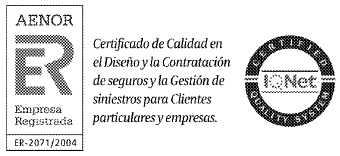 AENOR
ER
Empresa
Registrada
ER-2071/2004
Certificado de Calidad en
el Diseño y la Contratación
de seguros y la Gestión de
siniestros para Clientes
particulares y empresas.
CERTIFIED
IQNet
QUALITY SYSTEM